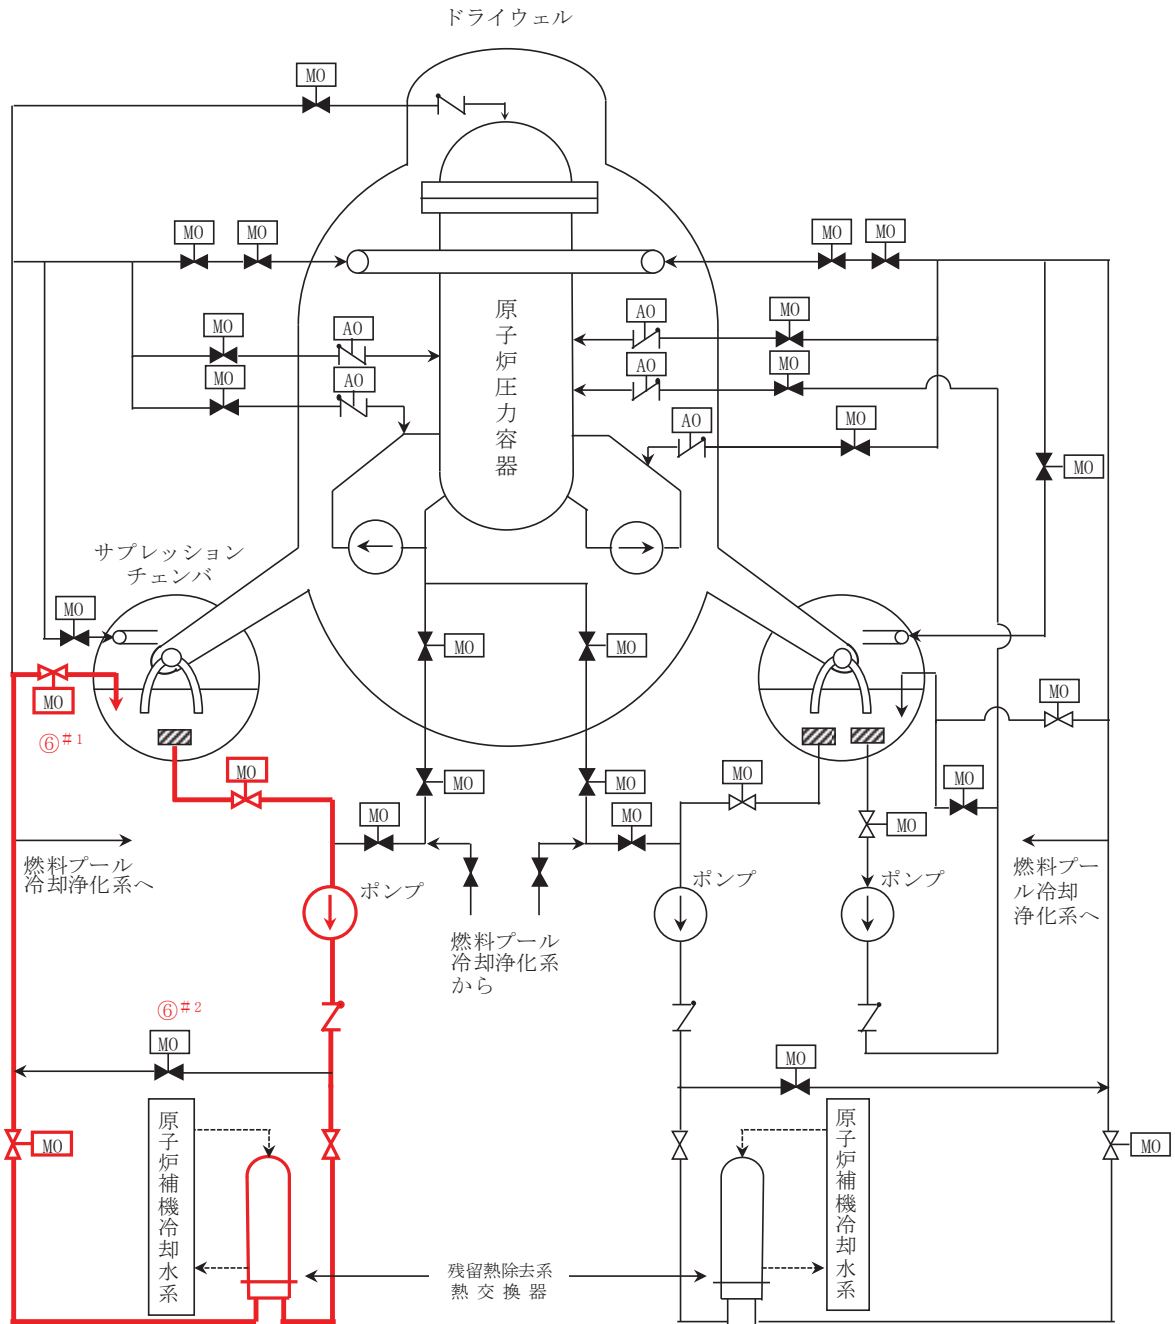 ドライウェル
MO
MO
MO
MO
MO
MO
AO
MO
AO
AO
MO
AO
MO
AO
MO
MO
原子炉圧力容器
サプレッション
チェンバ
MO
MO
MO
MO
⑥#1
MO
MO
MO
MO
MO
MO
MO
MO
MO
MO
燃料プール
冷却浄化系へ
ポンプ
ポンプ
ポンプ
燃料プー
ル冷却
浄化系へ
燃料プール
冷却浄化系
から
⑥#2
MO
MO
MO
MO
原子炉補機冷却水系
原子炉補機冷却水系
残留熱除去系
熱交換器